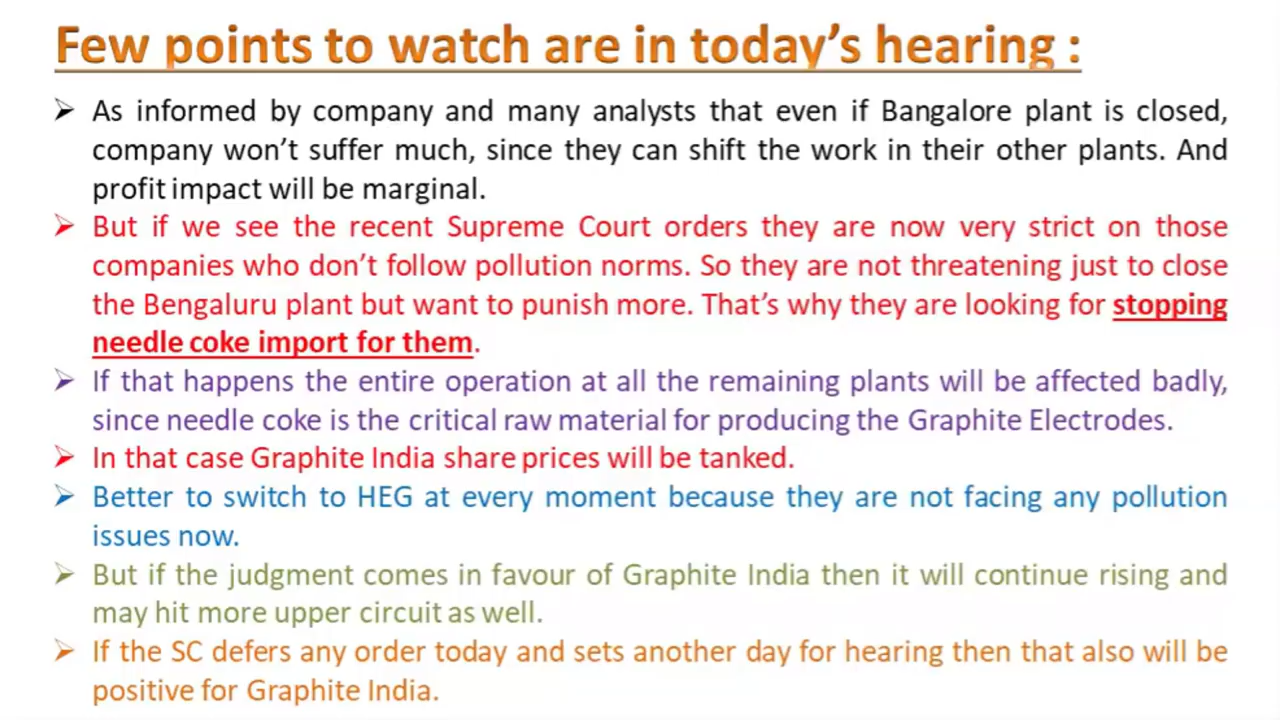 Few points to watch are in today’s hearing :
➢ As informed by company and many analysts that even if Bangalore plant is closed,
company won’t suffer much, since they can shift the work in their other plants. And
profit impact will be marginal.
➢ But if we see the recent Supreme Court orders they are now very strict on those
companies who don’t follow pollution norms. So they are not threatening just to close
the Bengaluru plant but want to punish more. That’s why they are looking for stopping
needle coke import for them.
➢ If that happens the entire operation at all the remaining plants will be affected badly,
since needle coke is the critical raw material for producing the Graphite Electrodes.
➢ In that case Graphite India share prices will be tanked.
➢ Better to switch to HEG at every moment because they are not facing any pollution
issues now.
➢ But if the judgment comes in favour of Graphite India then it will continue rising and
may hit more upper circuit as well.
➢ If the SC defers any order today and sets another day for hearing then that also will be
positive for Graphite India.